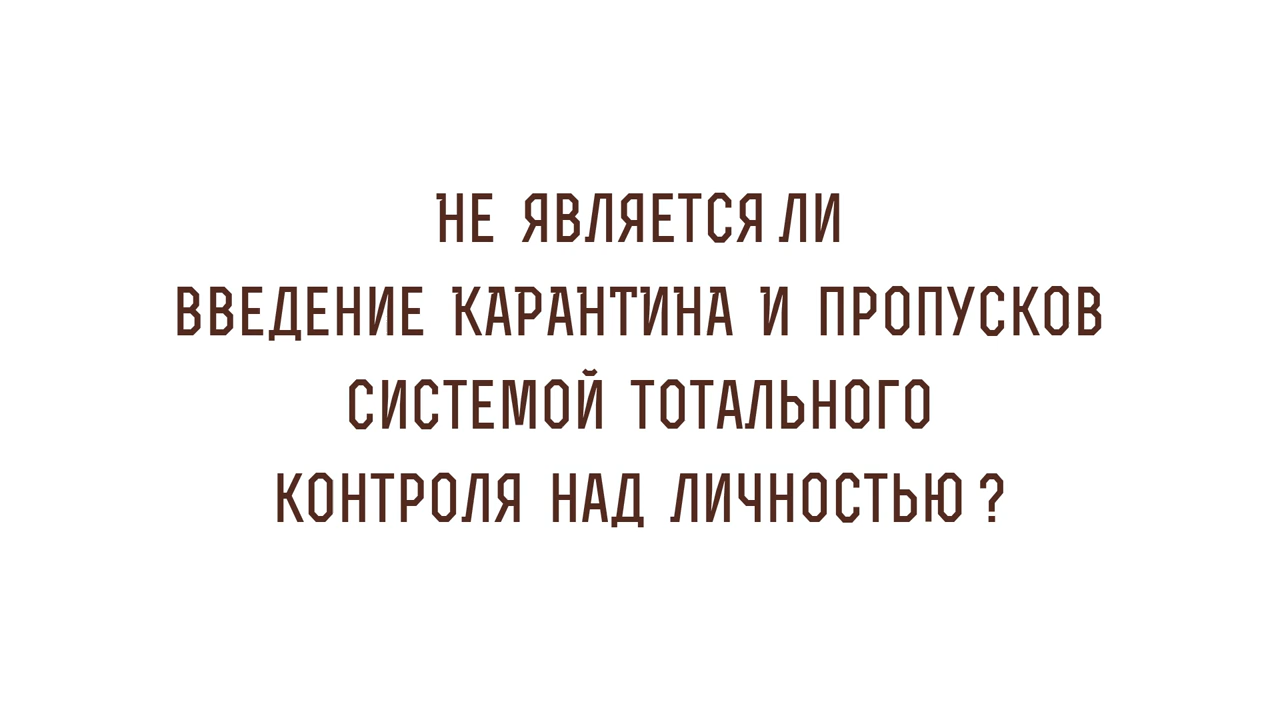 НЕ ЯВЛЯЕТСЯ ЛИ
ВВЕДЕНИЕ КАРАНТИНА И ПРОПУСКОВ
СИСТЕМОЙ ТОТАЛЬНОГО
КОНТРОЛЯ НАД ЛИЧНОСТЬЮ ?